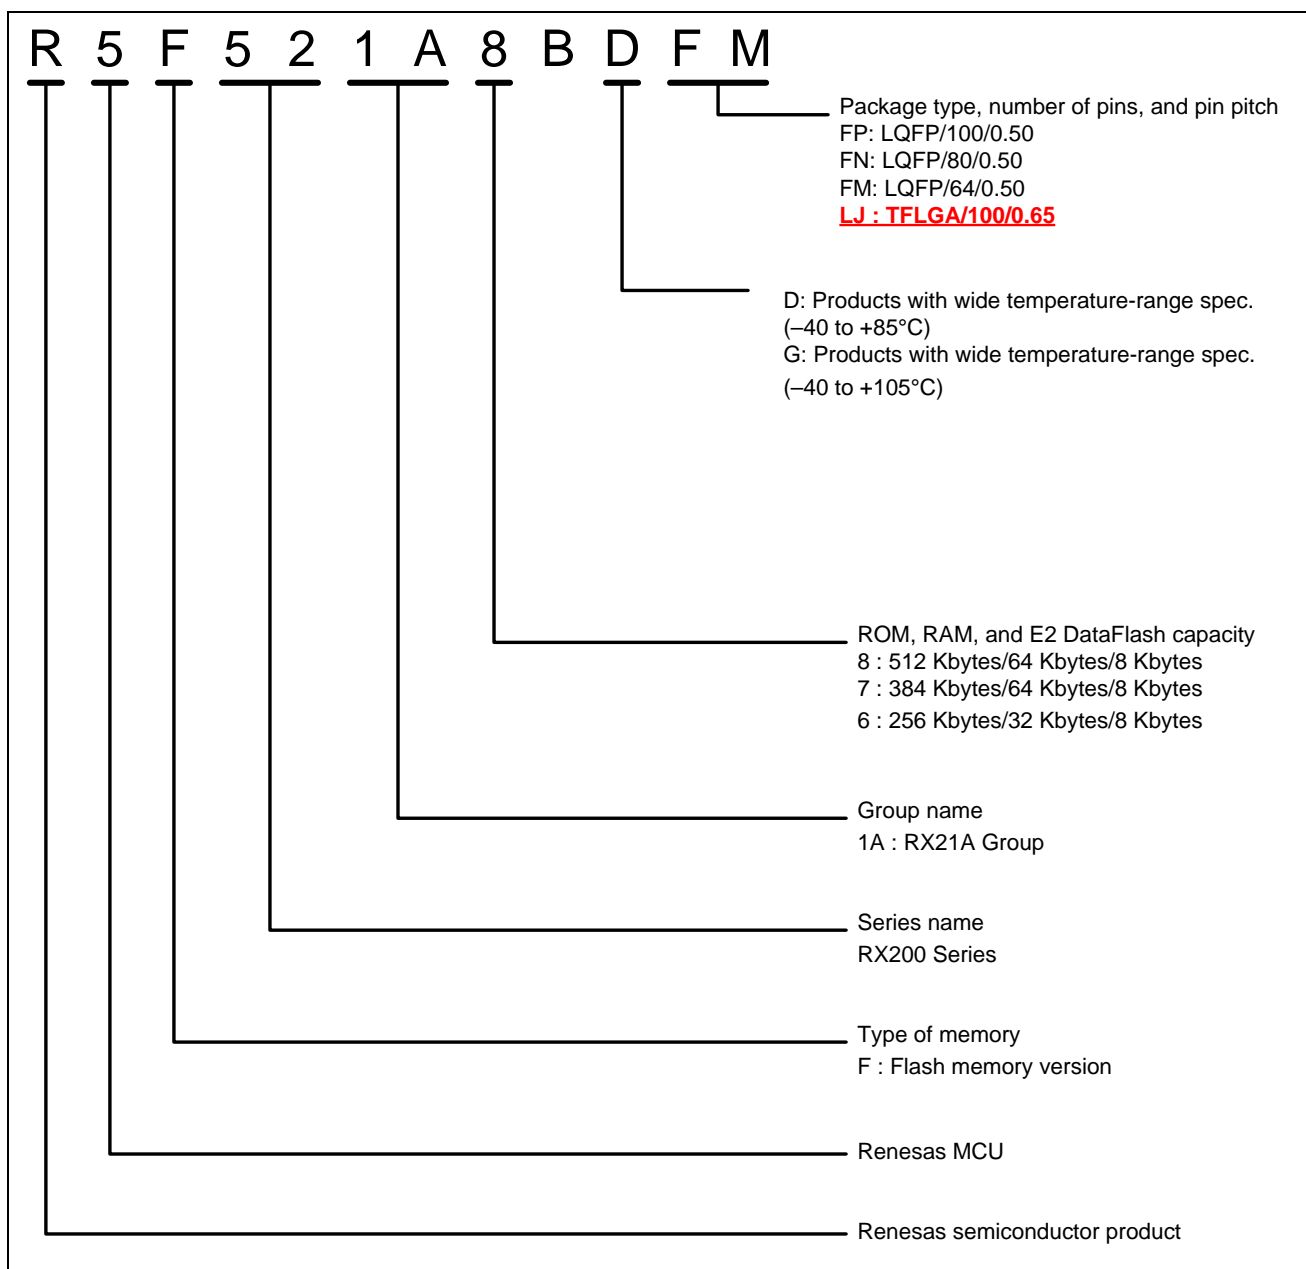 R 5 F 5 2 1 A 8 B D F M
Package type, number of pins, and pin pitch
FP: LQFP/100/0.50
FN: LQFP/80/0.50
FM: LQFP/64/0.50
LJ : TFLGA/100/0.65
D: Products with wide temperature-range spec.
(–40 to +85°C)
G: Products with wide temperature-range spec.
(–40 to +105°C)
ROM, RAM, and E2 DataFlash capacity
8 : 512 Kbytes/64 Kbytes/8 Kbytes
7 : 384 Kbytes/64 Kbytes/8 Kbytes
6 : 256 Kbytes/32 Kbytes/8 Kbytes
Group name
1A : RX21A Group
Series name
RX200 Series
Type of memory
F : Flash memory version
Renesas MCU
Renesas semiconductor product